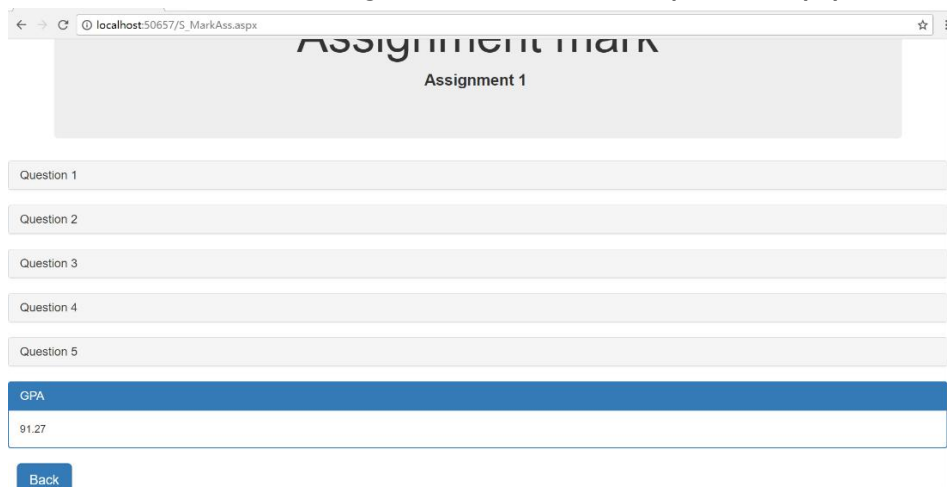 localhost:50657/S_MarkAss.aspx
Assignment mark
Assignment 1
Question 1
Question 2
Question 3
Question 4
Question 5
GPA
91.27
Back